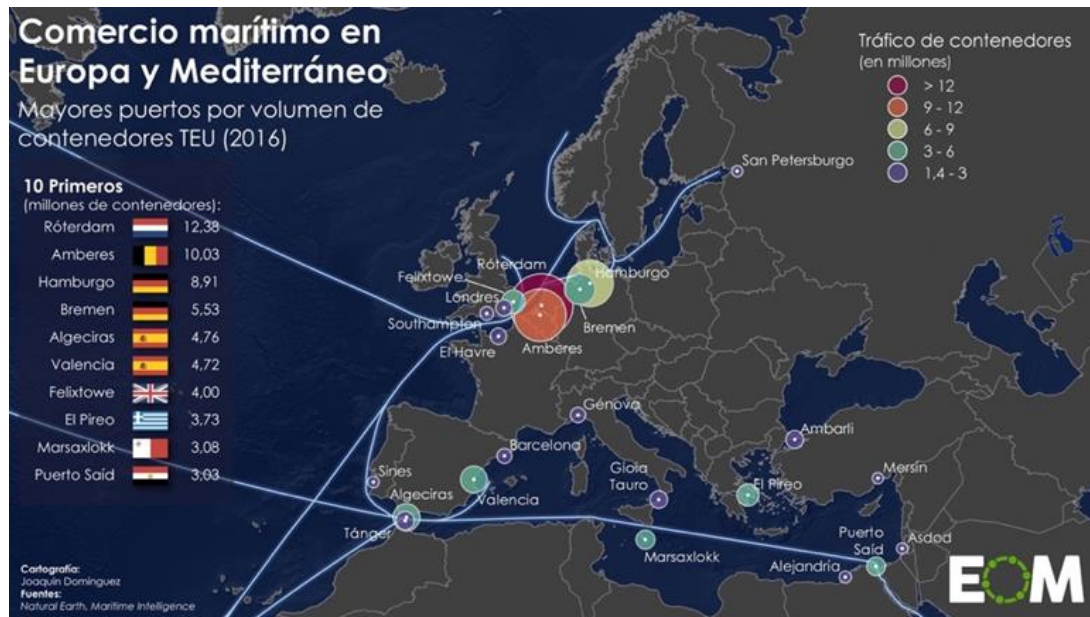 Comercio marítimo en
Europa y Mediterráneo
Mayores puertos por volumen de
contenedores TEU (2016)
10 Primeros
(millones de contenedores):
Róterdam 12,38
Amberes 10,03
Hamburgo 8,91
Bremen 5,53
Algeciras 4,76
Valencia 4,72
Felixtowe 4,00
El Pireo 3,73
Marsaxlokk 3,08
Puerto Saíd 3,03
Cartografía:
Joaquín Domínguez
Fuentes:
Natural Earth, Maritime Intelligence
Tráfico de contenedores
(en millones)
> 12
9 - 12
6 - 9
3 - 6
1,4 - 3
San Petersburgo
Róterdam
Hamburgo
Felixtowe
Londres
Southampton
Bremen
El Havre
Amberes
Génova
Ambarli
Barcelona
Sines
Gioia
Tauro
El Pireo
Mersin
Algeciras
Valencia
Tánger
Marsaxlokk
Puerto
Saíd
Asdod
Alejandría
EOM